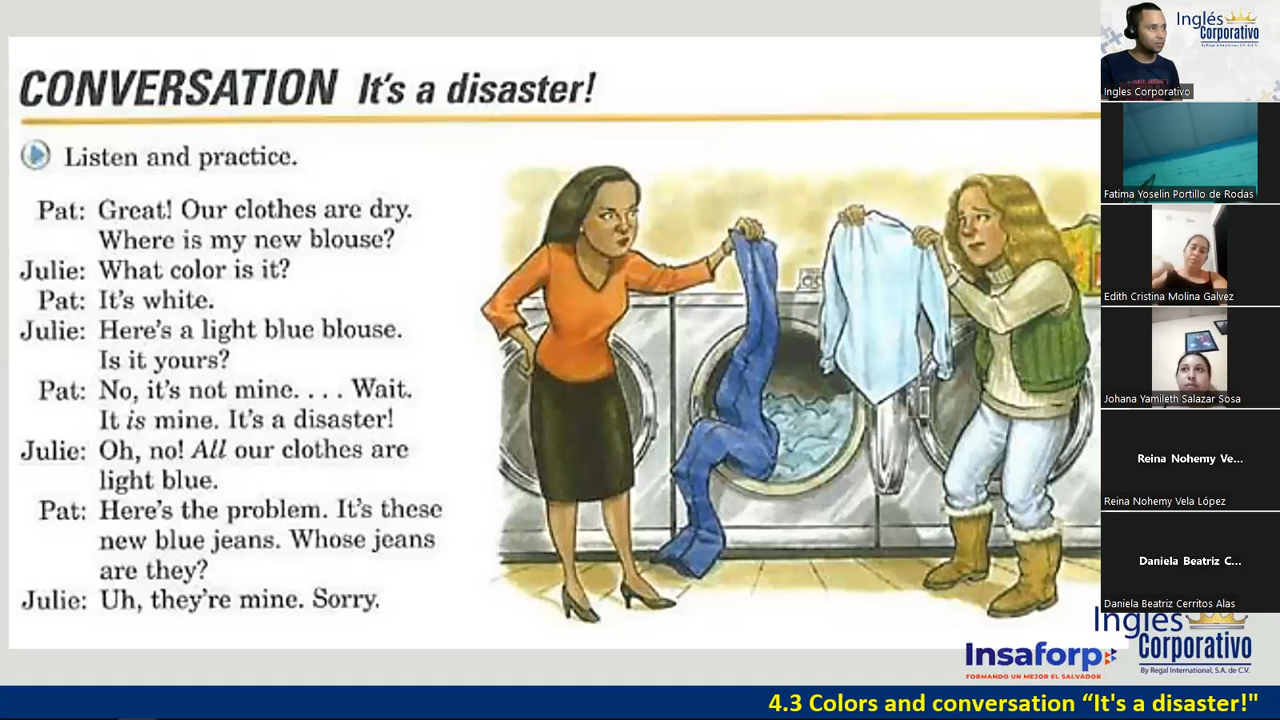 CONVERSATION It's a disaster!
Listen and practice.
Pat: Great! Our clothes are dry.
Where is my new blouse?
Julie: What color is it?
Pat: It's white.
Julie: Here's a light blue blouse.
Is it yours?
Pat: No, it's not mine. . . . Wait.
It is mine. It's a disaster!
Julie: Oh, no! All our clothes are
light blue.
Pat: Here's the problem. It's these
new blue jeans. Whose jeans
are they?
Julie: Uh, they're mine. Sorry.
Inglés
Corporativo
By Regal International, S.A. de C.V.
Ingles Corporativo
Fatima Yoselin Portillo de Rodas
Edith Cristina Molina Galvez
Johana Yamileth Salazar Sosa
Reina Nohemy Ve...
Reina Nohemy Vela López
Daniela Beatriz C...
Daniela Beatriz Cerritos Alas
Insaforp
FORMANDO UN MEJOR EL SALVADOR
Inglés
Corporativo
By Regal International, S.A. de C.V.
4.3 Colors and conversation “It's a disaster!"